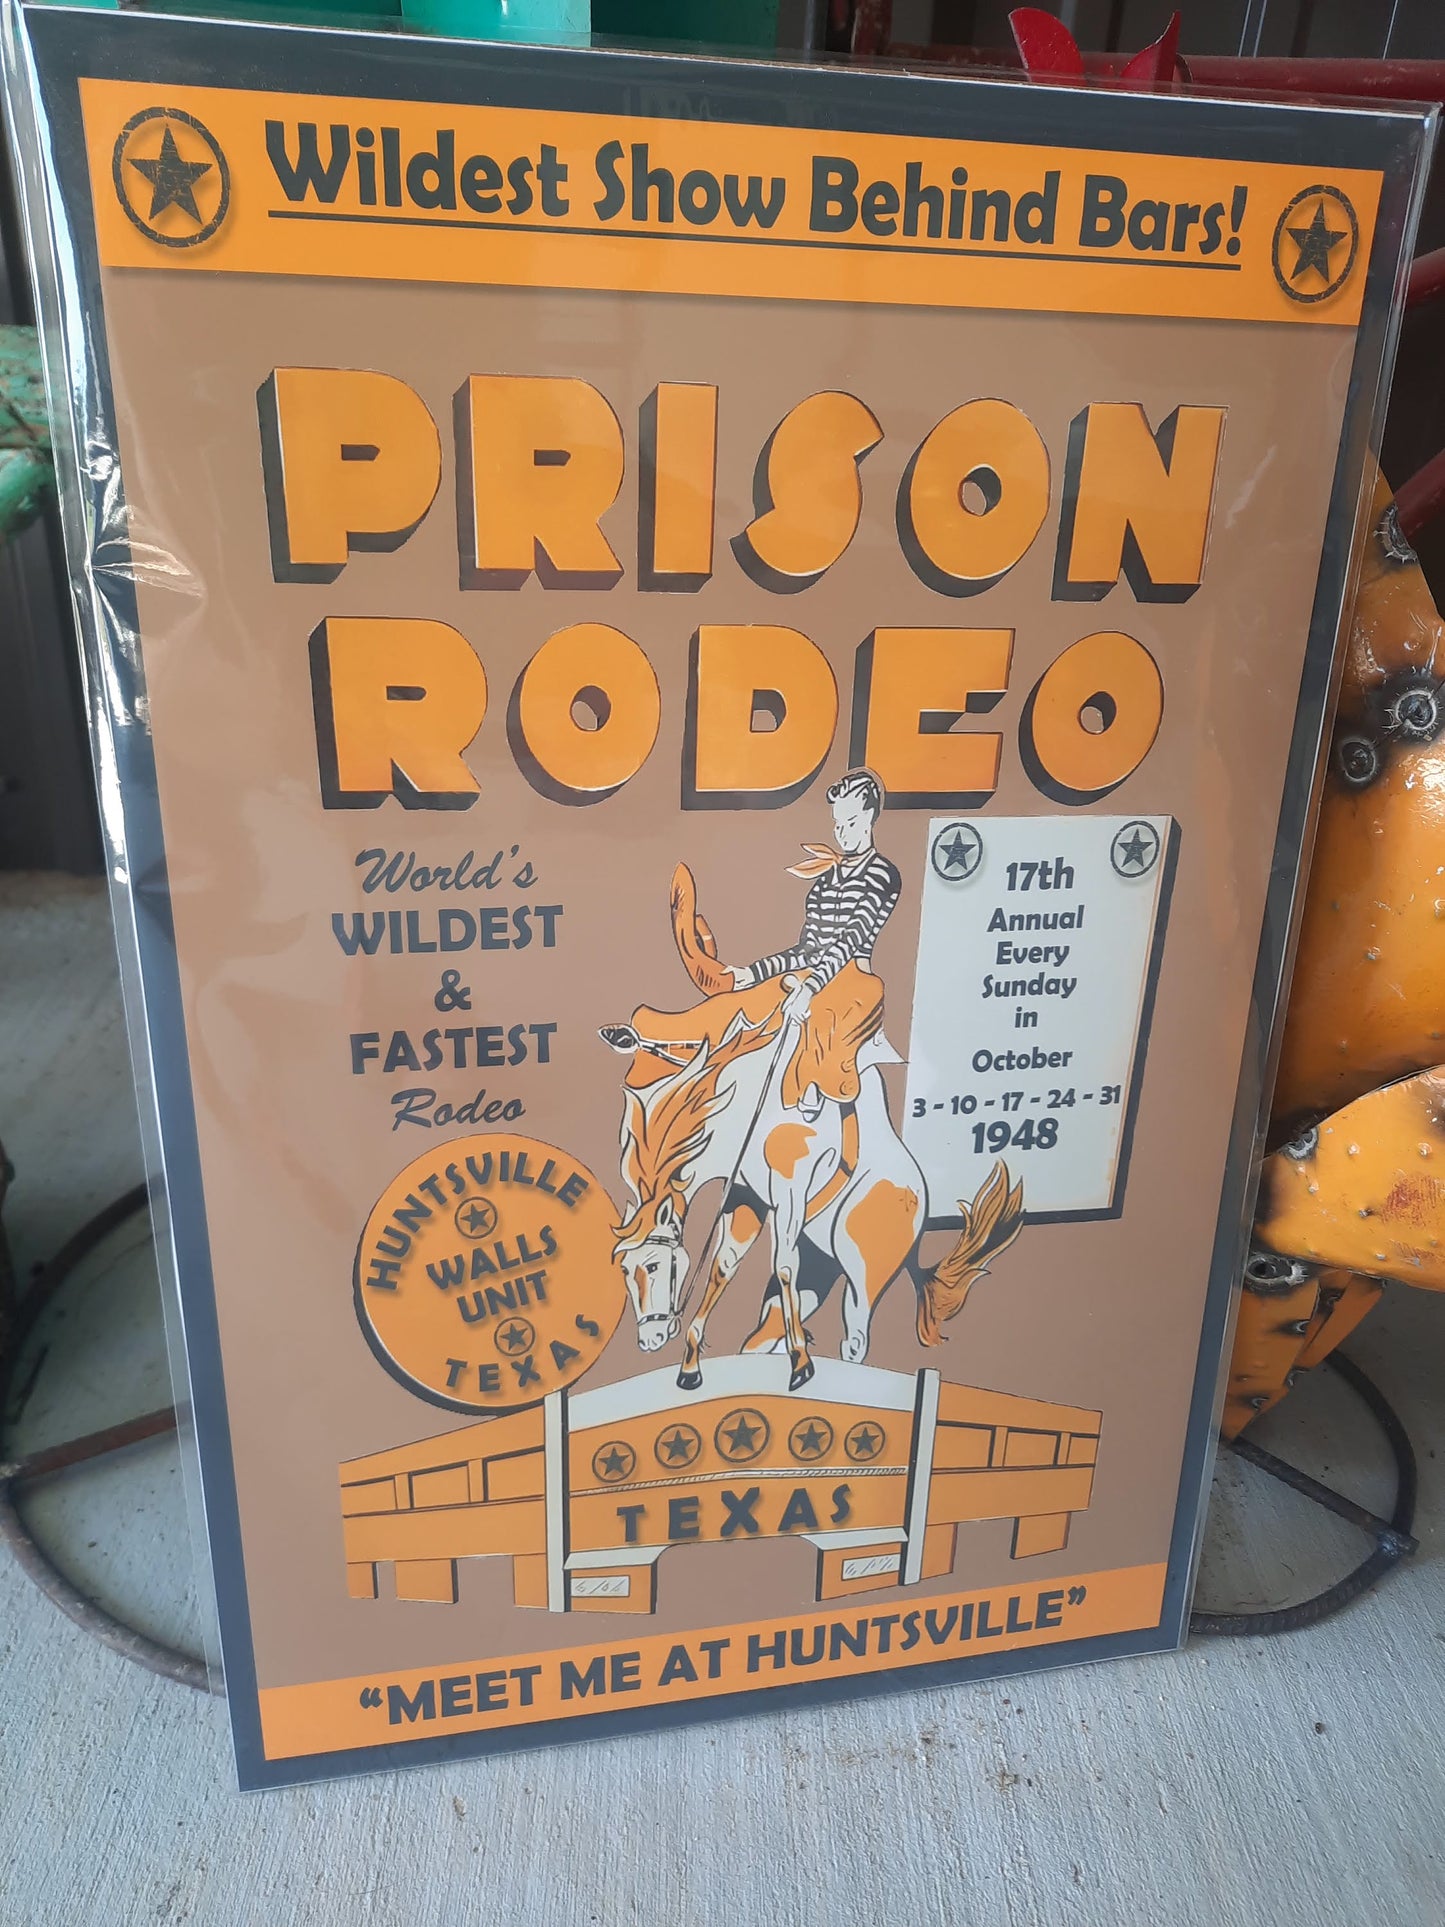 Wildest Show Behind Bars!
PRISON
RODEO
World's
WILDEST
&
FASTEST
Rodeo
17th
Annual
Every
Sunday
in
October
3 - 10 - 17 - 24 - 31
1948
HUNTSVILLE
WALLS
UNIT
TEXAS
TEXAS
“MEET ME AT HUNTSVILLE”